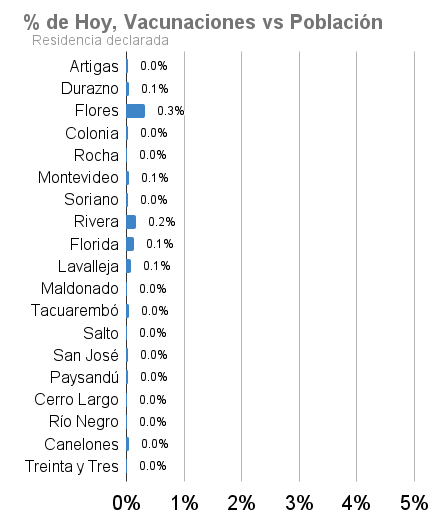 % de Hoy, Vacunaciones vs Población
Residencia declarada
Artigas 0.0%
Durazno 0.1%
Flores 0.3%
Colonia 0.0%
Rocha 0.0%
Montevideo 0.1%
Soriano 0.0%
Rivera 0.2%
Florida 0.1%
Lavalleja 0.1%
Maldonado 0.0%
Tacuarembó 0.0%
Salto 0.0%
San José 0.0%
Paysandú 0.0%
Cerro Largo 0.0%
Río Negro 0.0%
Canelones 0.0%
Treinta y Tres 0.0%
0% 1% 2% 3% 4% 5%